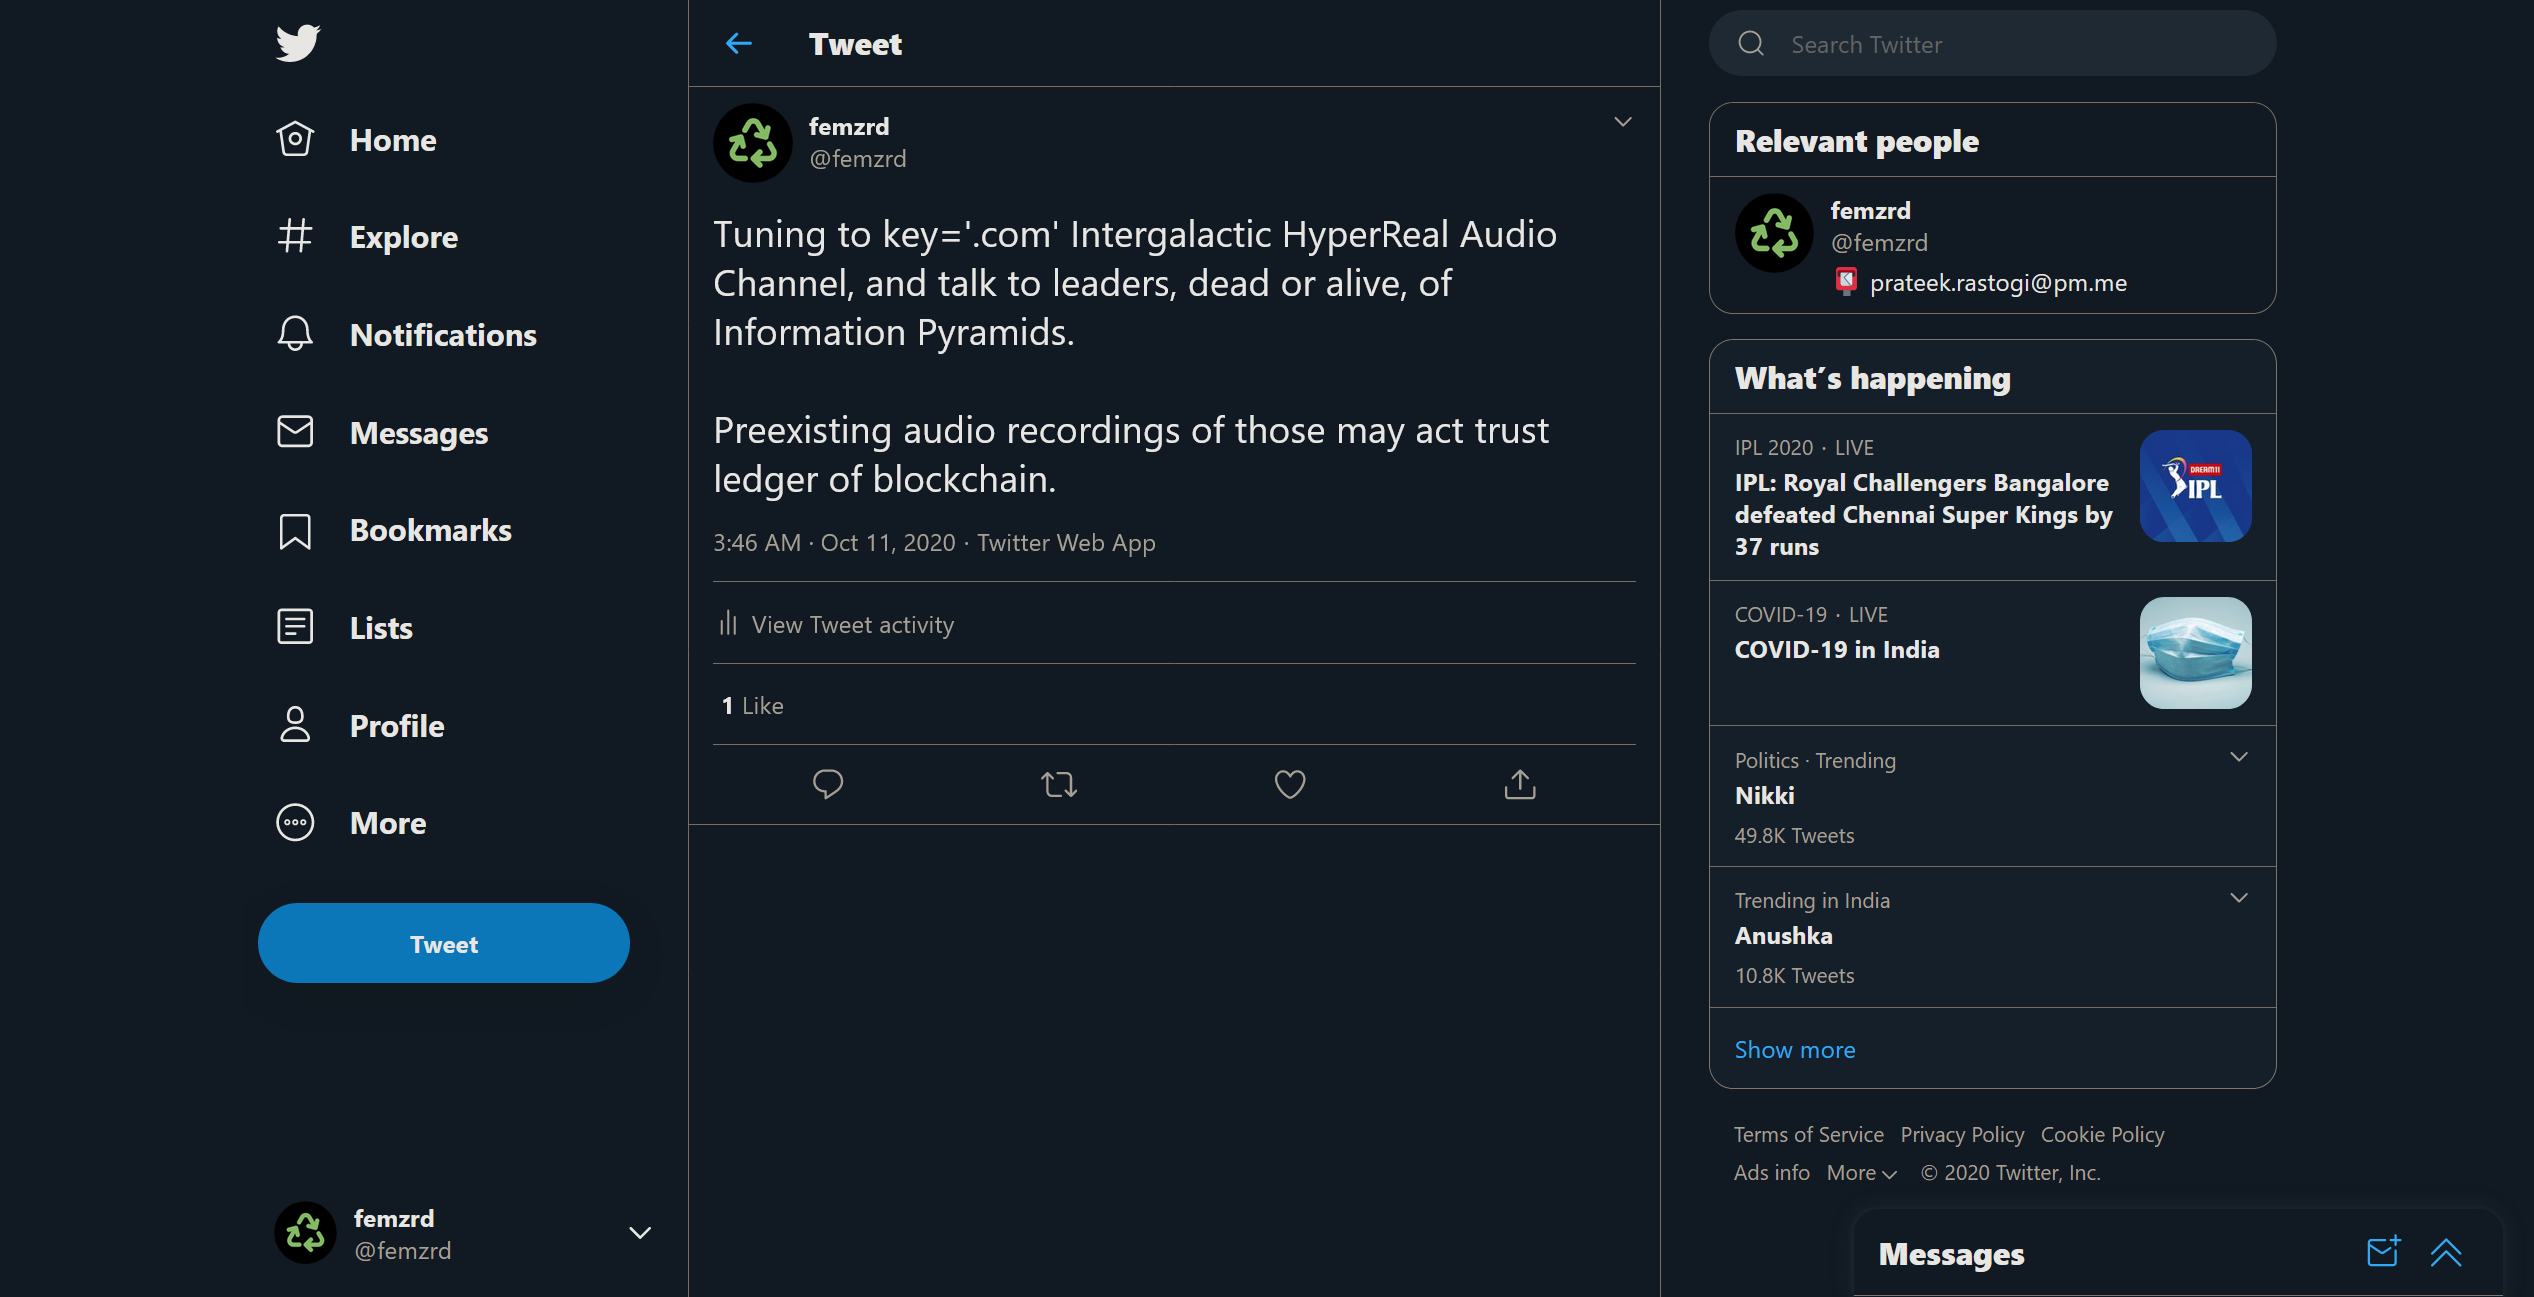 Home
Explore
Notifications
Messages
Bookmarks
Lists
Profile
More
Tweet
femzrd
@femzrd
Tweet
femzrd
@femzrd
Tuning to key='.com' Intergalactic HyperReal Audio
Channel, and talk to leaders, dead or alive, of
Information Pyramids.
Preexisting audio recordings of those may act trust
ledger of blockchain.
3:46 AM · Oct 11, 2020 · Twitter Web App
View Tweet activity
1 Like
Search Twitter
Relevant people
femzrd
@femzrd
prateek.rastogi@pm.me
What's happening
IPL 2020 · LIVE
IPL: Royal Challengers Bangalore
defeated Chennai Super Kings by
37 runs
DREAM11
IPL
COVID-19 · LIVE
COVID-19 in India
Politics · Trending
Nikki
49.8K Tweets
Trending in India
Anushka
10.8K Tweets
Show more
Terms of Service Privacy Policy Cookie Policy
Ads info More © 2020 Twitter, Inc.
Messages